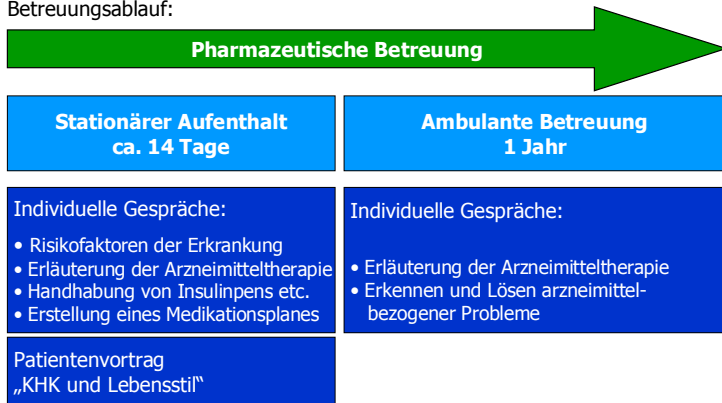 Betreuungsablauf:
Pharmazeutische Betreuung
Stationärer Aufenthalt
ca. 14 Tage
Ambulante Betreuung
1 Jahr
Individuelle Gespräche:
• Risikofaktoren der Erkrankung
• Erläuterung der Arzneimitteltherapie
• Handhabung von Insulinpens etc.
• Erstellung eines Medikationsplanes
Individuelle Gespräche:
• Erläuterung der Arzneimitteltherapie
• Erkennen und Lösen arzneimittel-
bezogener Probleme
Patientenvortrag
„KHK und Lebensstil“